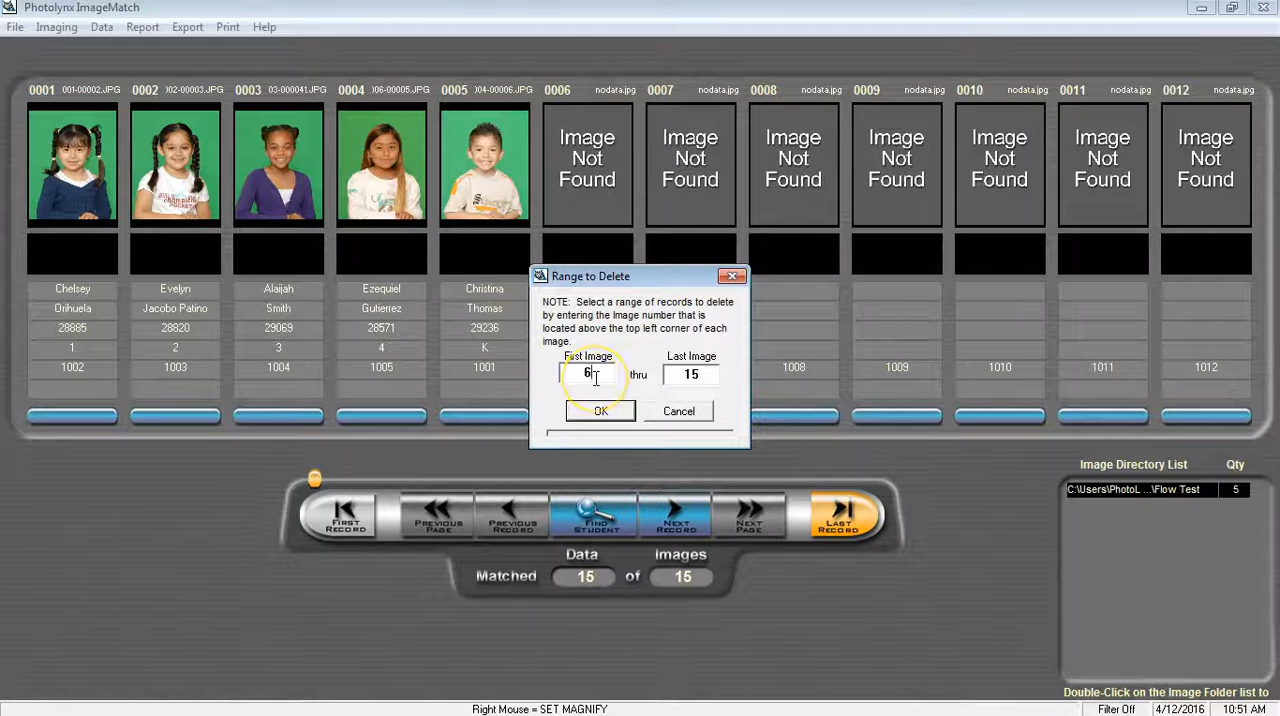 Photolynx ImageMatch
File Imaging Data Report Export Print Help
0001 001-00002.JPG 0002 02-00003.JPG 0003 03-000041.JPG 0004 06-00005.JPG 0005 04-00006.JPG 0006 nodata.jpg 0007 nodata.jpg 0008 nodata.jpg 0009 nodata.jpg 0010 nodata.jpg 0011 nodata.jpg 0012 nodata.jpg
Image Image Image Image Image Image Image
Not Not Not Not Not Not Not
Found Found Found Found Found Found Found
Chelsey Evelyn Alaijah Ezequiel Christina
Orihuela Jacobo Patino Smith Gutierrez Thomas
28885 28820 29069 28571 29236
1 2 3 4 K
1002 1003 1004 1005 1001 1008 1009 1010 1011 1012
Range to Delete
NOTE: Select a range of records to delete
by entering the Image number that is
located above the top left corner of each
image.
First Image Last Image
6 thru 15
OK Cancel
Image Directory List Qty
C:\Users\PhotoL ...\Flow Test 5
FIRST RECORD PREVIOUS PAGE PREVIOUS RECORD FIND STUDENT NEXT RECORD NEXT PAGE LAST RECORD
Data Images
Matched 15 of 15
Double-Click on the Image Folder list to
Right Mouse = SET MAGNIFY Filter Off 4/12/2016 10:51 AM